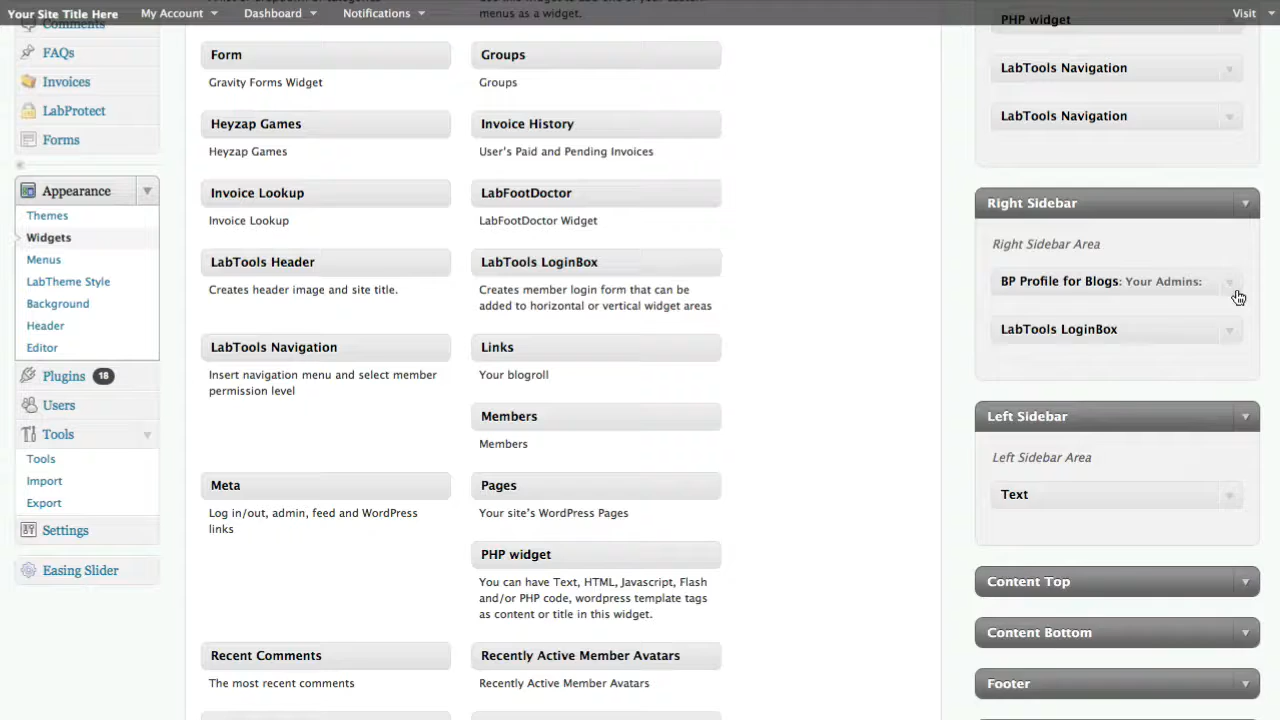 Your Site Title Here
My Account
Dashboard
Notifications
Visit
Comments
FAQs
Invoices
LabProtect
Forms
Appearance
Themes
Widgets
Menus
LabTheme Style
Background
Header
Editor
Plugins 18
Users
Tools
Tools
Import
Export
Settings
Easing Slider
menus as a widget.
Form
Gravity Forms Widget
Groups
Groups
Heyzap Games
Heyzap Games
Invoice History
User's Paid and Pending Invoices
Invoice Lookup
Invoice Lookup
LabFootDoctor
LabFootDoctor Widget
LabTools Header
Creates header image and site title.
LabTools LoginBox
Creates member login form that can be
added to horizontal or vertical widget areas
LabTools Navigation
Insert navigation menu and select member
permission level
Links
Your blogroll
Members
Members
Meta
Log in/out, admin, feed and WordPress
links
Pages
Your site's WordPress Pages
PHP widget
You can have Text, HTML, Javascript, Flash
and/or PHP code, wordpress template tags
as content or title in this widget.
Recent Comments
The most recent comments
Recently Active Member Avatars
Recently Active Member Avatars
PHP widget
LabTools Navigation
LabTools Navigation
Right Sidebar
Right Sidebar Area
BP Profile for Blogs: Your Admins:
LabTools LoginBox
Left Sidebar
Left Sidebar Area
Text
Content Top
Content Bottom
Footer